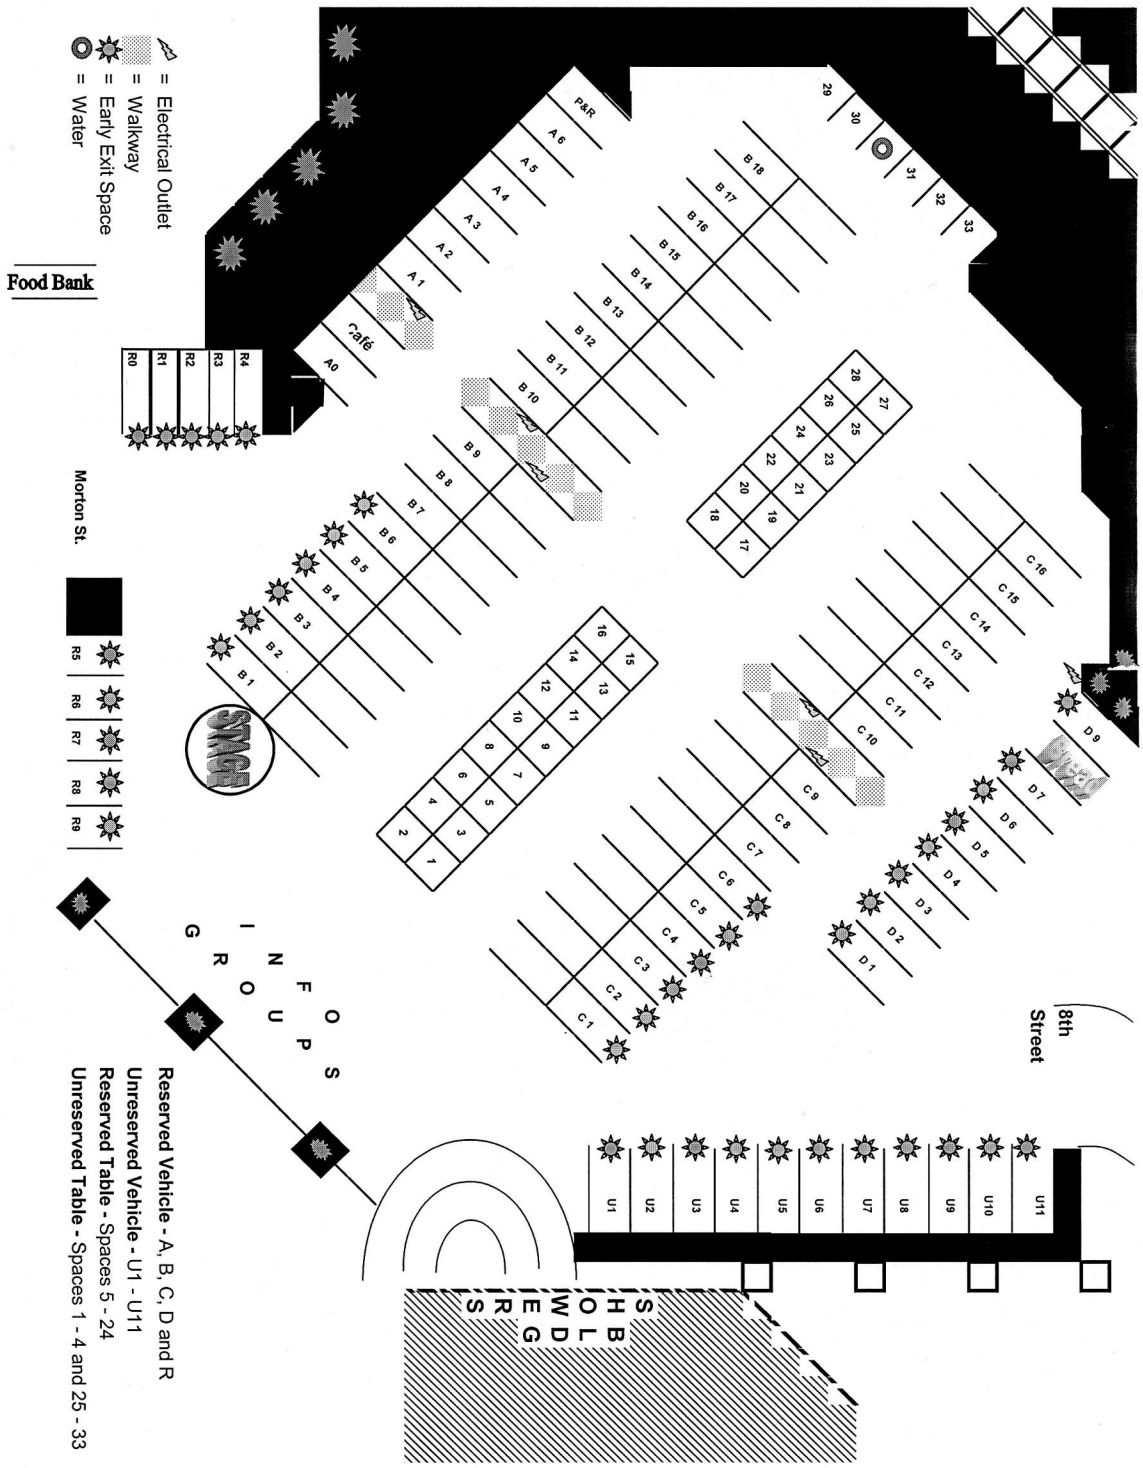 = Electrical Outlet
= Walkway
= Early Exit Space
= Water
Food Bank
Morton St.
8th
Street
P&R
A 6
A 5
A 4
A 3
A 2
A 1
Café
A0
B 18
B 17
B 16
B 15
B 14
B 13
B 12
B 11
B 10
B 9
B 8
B 7
B 6
B 5
B 4
B 3
B 2
B 1
STAGE
29
30
31
32
33
28 27
26 25
24 23
22 21
20 19
18 17
16 15
14 13
12 11
10 9
8 7
6 5
4 3
2 1
C 16
C 15
C 14
C 13
C 12
C 11
C 10
C 9
C 8
C 7
C 6
C 5
C 4
C 3
C 2
C 1
D 9
Bread
D 7
D 6
D 5
D 4
D 3
D 2
D 1
R4
R3
R2
R1
R0
R5
R6
R7
R8
R9
INFO
GROUPS
U11
U10
U9
U8
U7
U6
U5
U4
U3
U2
U1
SHOWERS
BLDG
Reserved Vehicle - A, B, C, D and R
Unreserved Vehicle - U1 - U11
Reserved Table - Spaces 5 - 24
Unreserved Table - Spaces 1 - 4 and 25 - 33